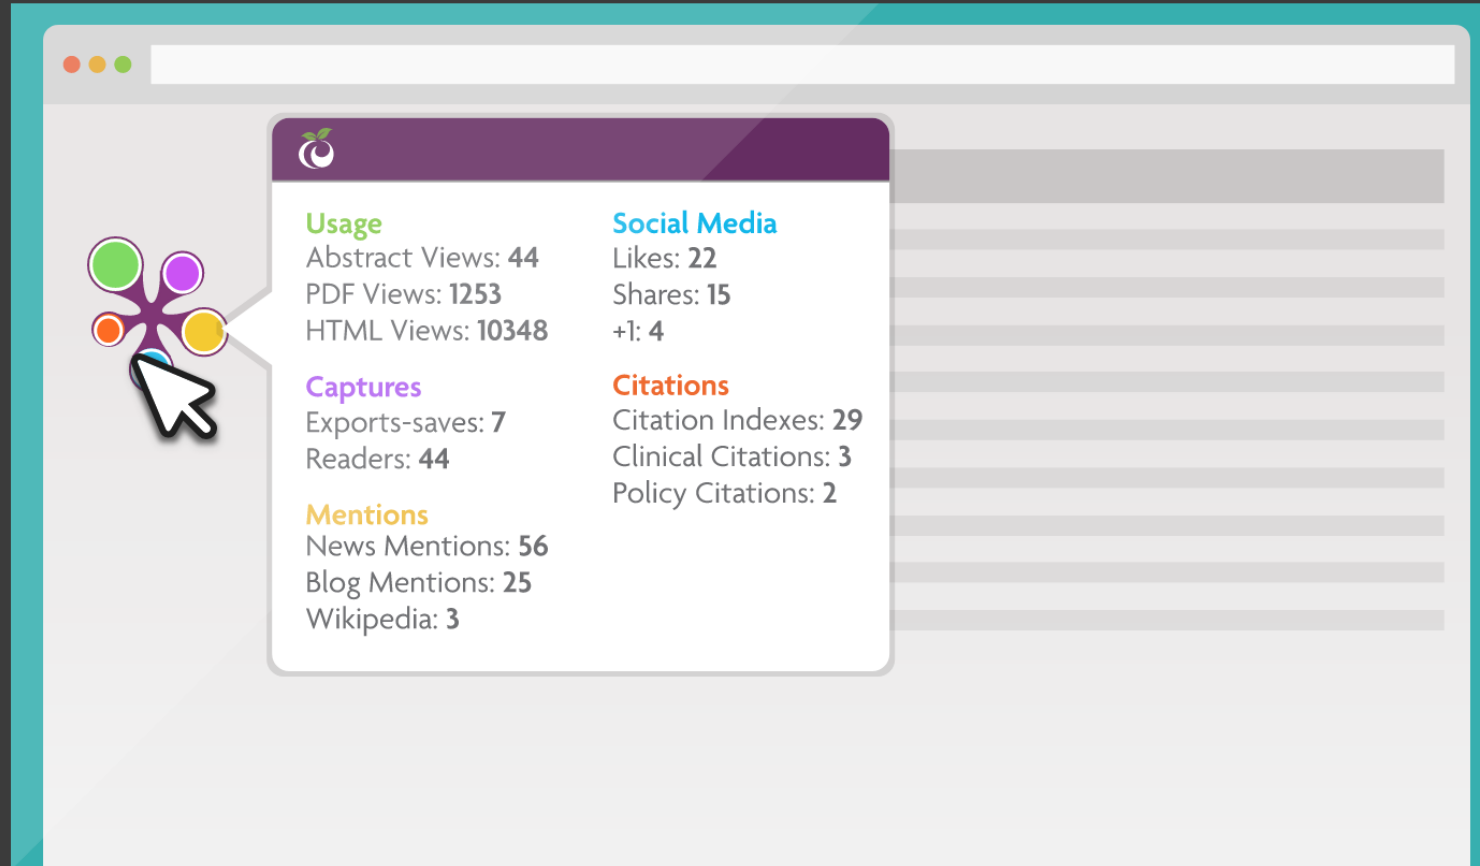 Usage
Abstract Views: 44
PDF Views: 1253
HTML Views: 10348
Captures
Exports-saves: 7
Readers: 44
Mentions
News Mentions: 56
Blog Mentions: 25
Wikipedia: 3
Social Media
Likes: 22
Shares: 15
+1: 4
Citations
Citation Indexes: 29
Clinical Citations: 3
Policy Citations: 2